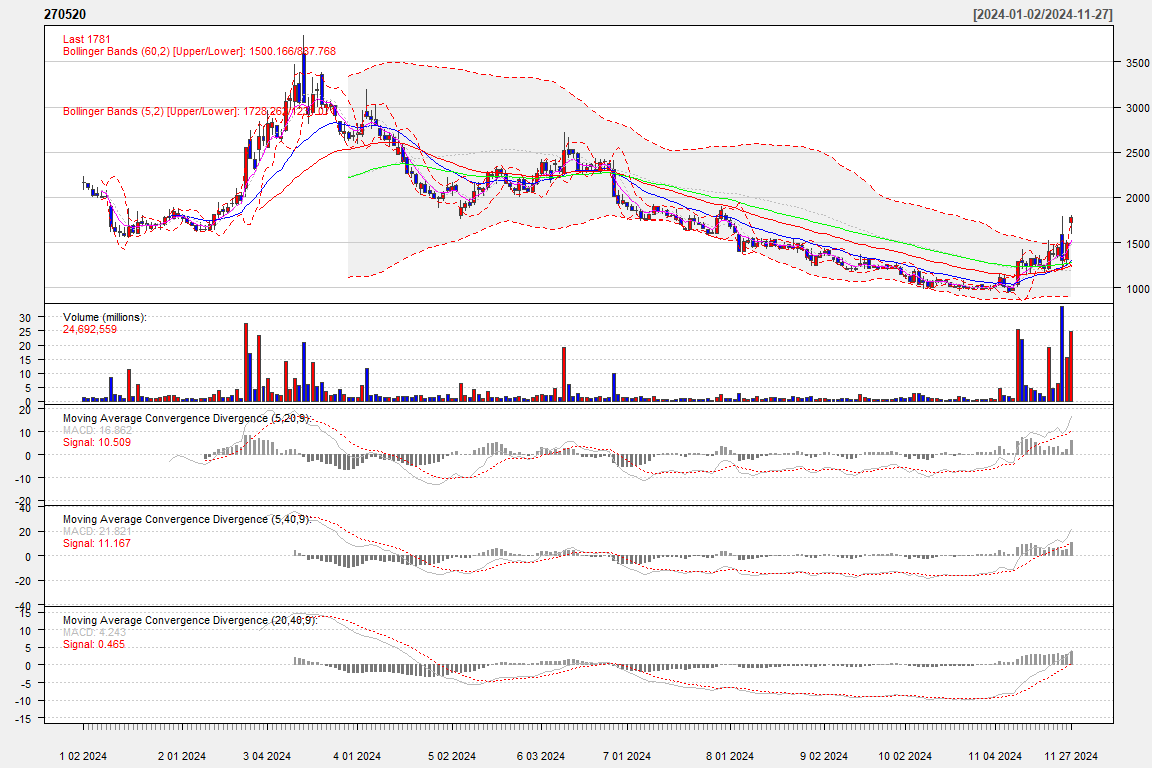 270520 [2024-01-02/2024-11-27]
Last 1781
Bollinger Bands (60,2) [Upper/Lower]: 1500.166/887.768
Bollinger Bands (5,2) [Upper/Lower]:
3500
3000
2500
2000
1500
1000
Volume (millions):
24,692,559
30
25
20
15
10
5
0
Moving Average Convergence Divergence (5,20,9):
MACD: 16.862
Signal: 10.509
20
10
0
-10
-20
Moving Average Convergence Divergence (5,40,9):
MACD: 21.821
Signal: 11.167
40
20
0
-20
-40
Moving Average Convergence Divergence (20,40,9):
MACD: 4.243
Signal: 0.465
15
10
5
0
-5
-10
-15
1 02 2024 2 01 2024 3 04 2024 4 01 2024 5 02 2024 6 03 2024 7 01 2024 8 01 2024 9 02 2024 10 02 2024 11 04 2024 11 27 2024